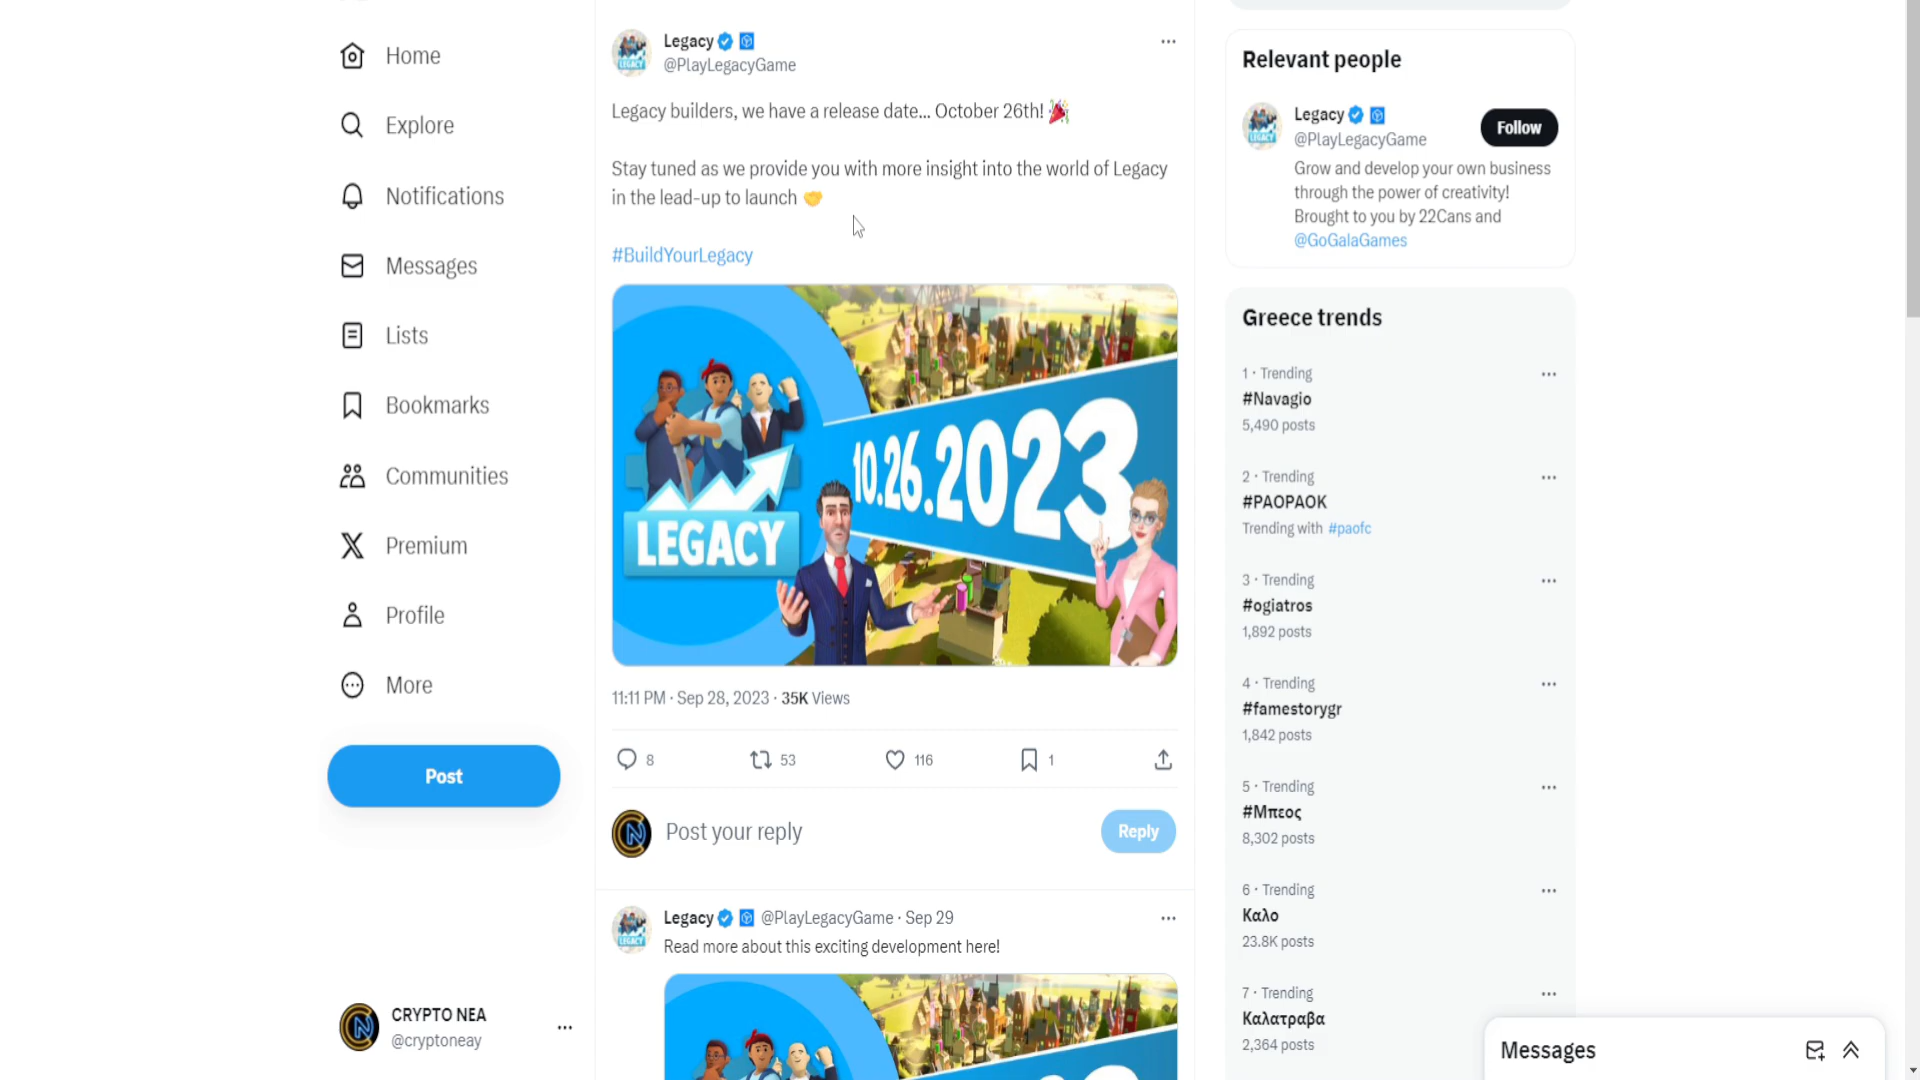 Home
Explore
Notifications
Messages
Lists
Bookmarks
Communities
Premium
Profile
More
Post
CRYPTO NEA
@cryptoneay
Legacy
@PlayLegacyGame
Legacy builders, we have a release date... October 26th! 🎉
Stay tuned as we provide you with more insight into the world of Legacy
in the lead-up to launch 🤝
#BuildYourLegacy
LEGACY
10.26.2023
LEGACY
11:11 PM · Sep 28, 2023 · 35K Views
8 53 116 1
Post your reply
Reply
Legacy @PlayLegacyGame · Sep 29
Read more about this exciting development here!
Relevant people
Legacy
@PlayLegacyGame
Follow
Grow and develop your own business
through the power of creativity!
Brought to you by 22Cans and
@GoGalaGames
Greece trends
1 · Trending
#Navagio
5,490 posts
2 · Trending
#PAOPAOK
Trending with #paofc
3 · Trending
#ogiatros
1,892 posts
4 · Trending
#famestorygr
1,842 posts
5 · Trending
#Μπεος
8,302 posts
6 · Trending
Καλο
23.8K posts
7 · Trending
Καλατραβα
2,364 posts
Messages